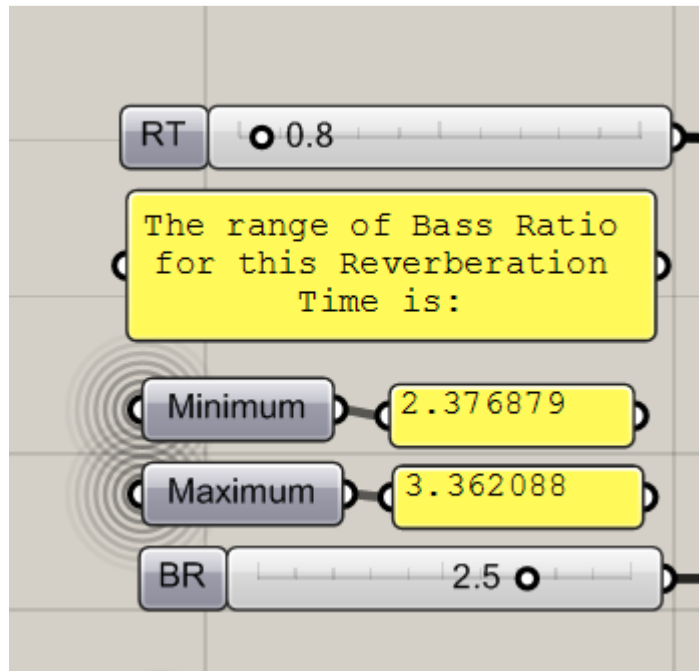 RT 0.8
The range of Bass Ratio
for this Reverberation
Time is:
Minimum 2.376879
Maximum 3.362088
BR 2.5